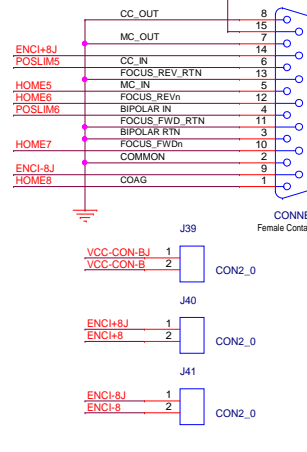 CC_OUT 8
15
MC_OUT 7
ENCI+8J 14
POSLIM5 CC_IN 6
FOCUS_REV_RTN 13
HOME5 MC_IN 5
HOME6 FOCUS_REVn 12
POSLIM6 BIPOLAR IN 4
FOCUS_FWD_RTN 11
BIPOLAR RTN 3
HOME7 FOCUS_FWDn 10
COMMON 2
ENCI-8J 9
HOME8 COAG 1
CONNE
Female Conta
J39
VCC-CON-BJ 1
VCC-CON-B 2
CON2_0
J40
ENCI+8J 1
ENCI+8 2
CON2_0
J41
ENCI-8J 1
ENCI-8 2
CON2_0